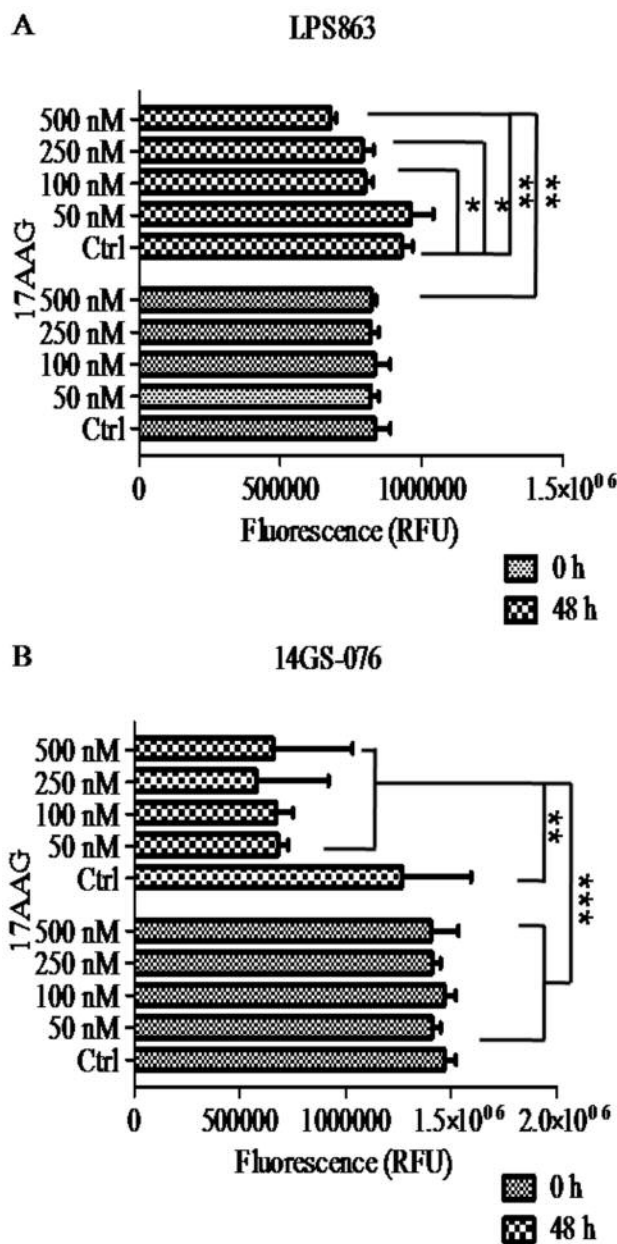 A
LPS863
500 nM
250 nM
100 nM
50 nM
Ctrl
500 nM
250 nM
100 nM
50 nM
Ctrl
17AAG
*
*
**
**
0 500000 1000000 1.5×10⁰⁶
Fluorescence (RFU)
0 h
48 h
B
14GS-076
500 nM
250 nM
100 nM
50 nM
Ctrl
500 nM
250 nM
100 nM
50 nM
Ctrl
17AAG
**
***
0 500000 1000000 1.5×10⁰⁶ 2.0×10⁰⁶
Fluorescence (RFU)
0 h
48 h